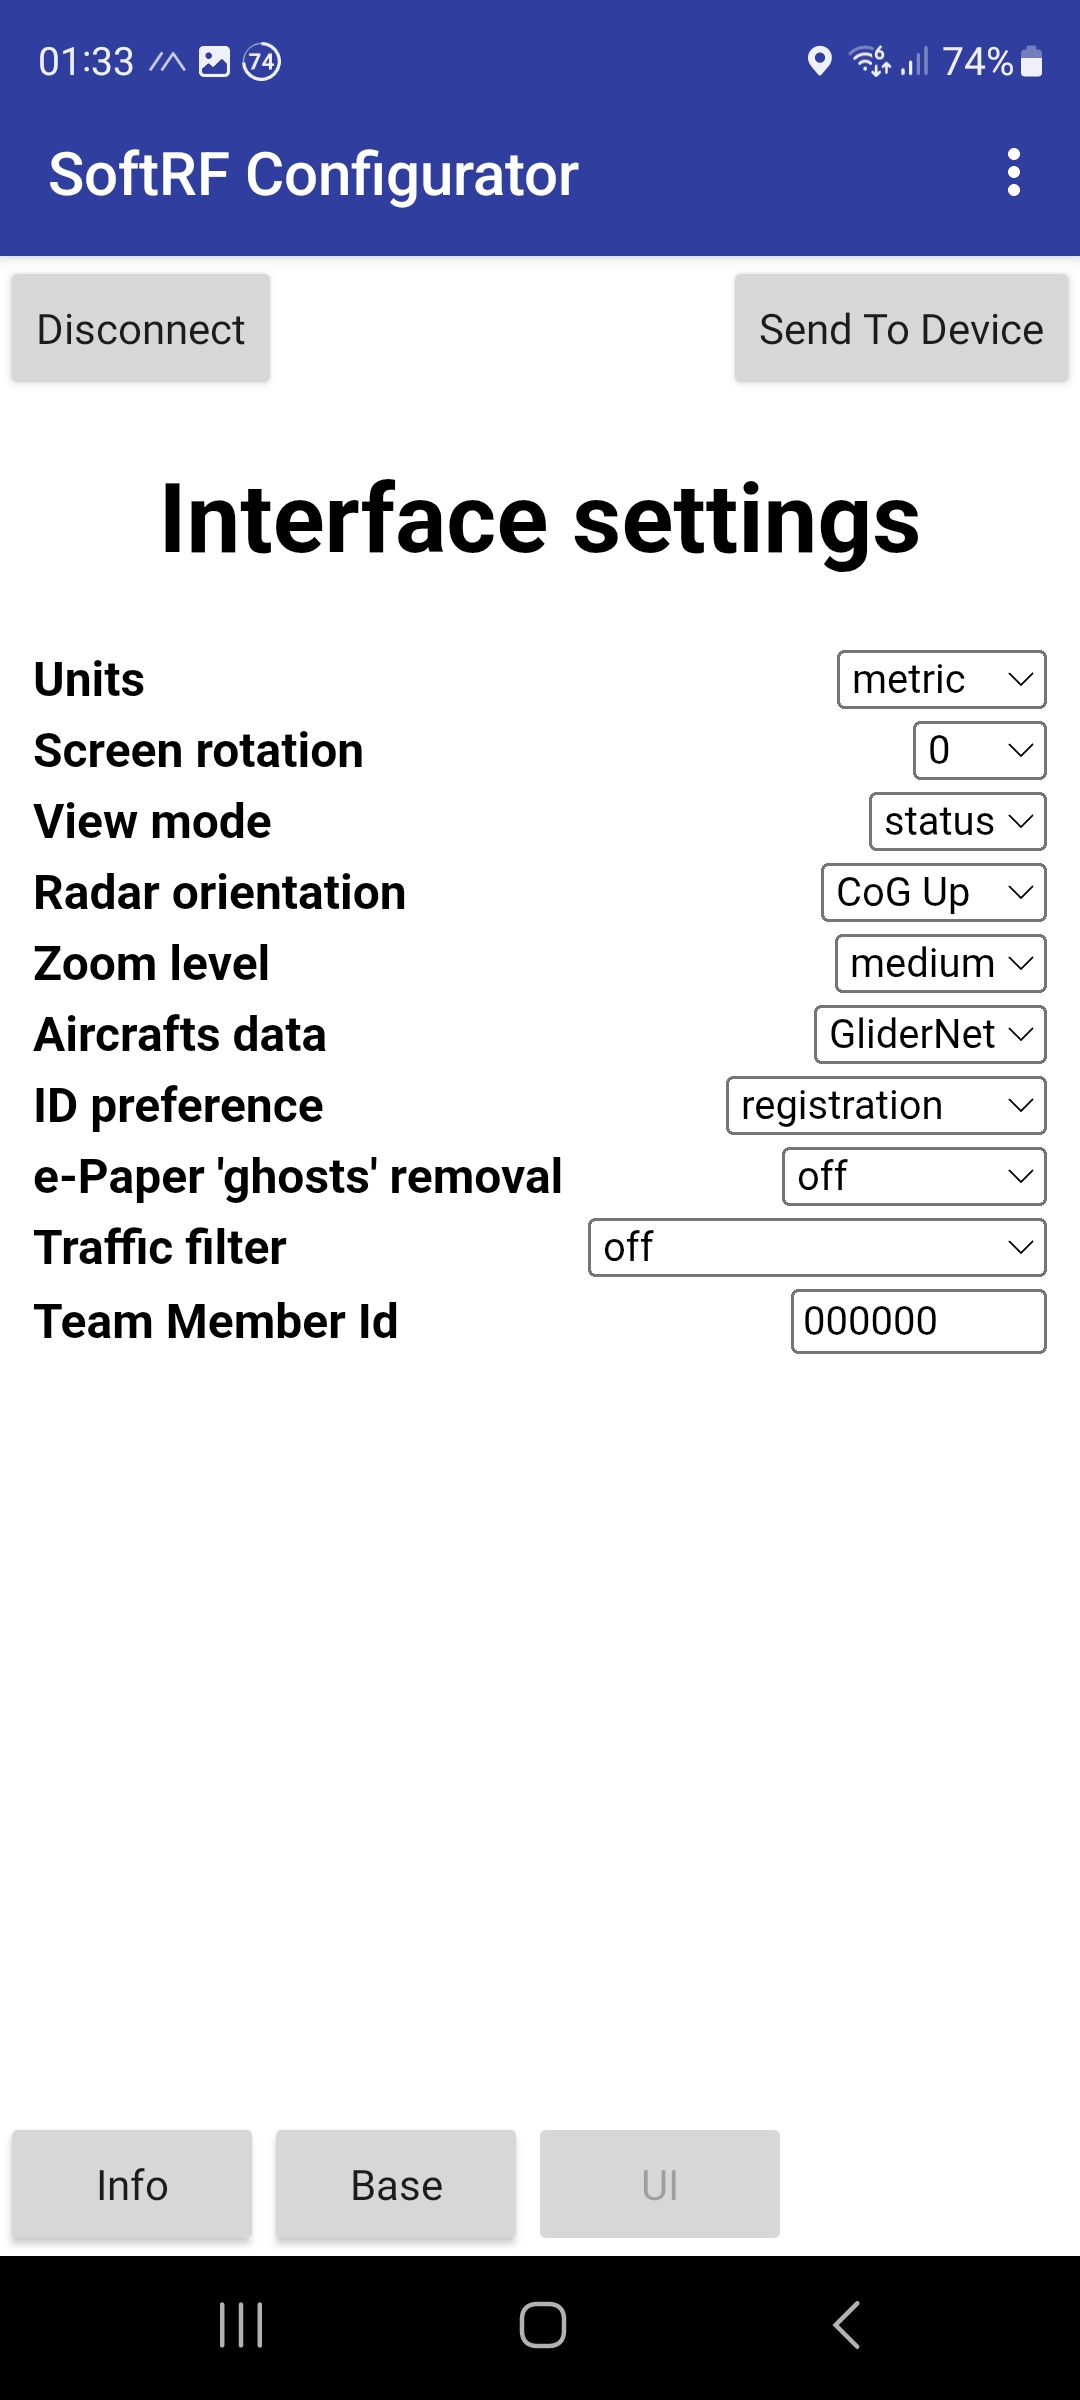 01:33 74 6 74%
SoftRF Configurator
Disconnect Send To Device
Interface settings
Units metric
Screen rotation 0
View mode status
Radar orientation CoG Up
Zoom level medium
Aircrafts data GliderNet
ID preference registration
e-Paper 'ghosts' removal off
Traffic filter off
Team Member Id 000000
Info Base UI